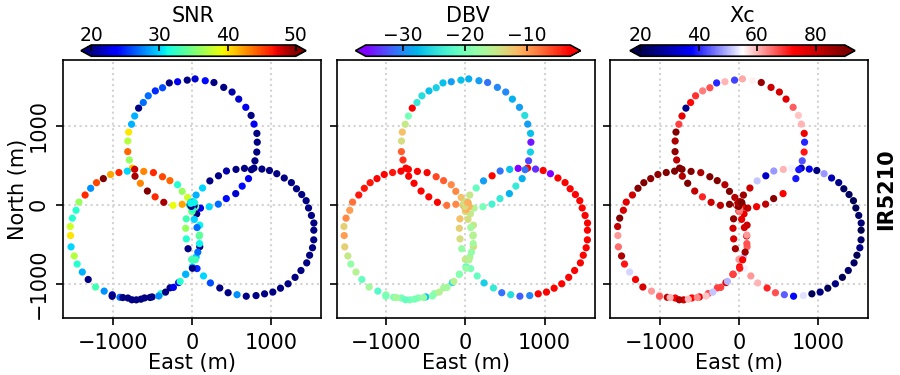 SNR
20 30 40 50
DBV
−30 −20 −10
Xc
20 40 60 80
North (m)
1000
0
−1000
−1000 0 1000
East (m)
−1000 0 1000
East (m)
−1000 0 1000
East (m)
IR5210